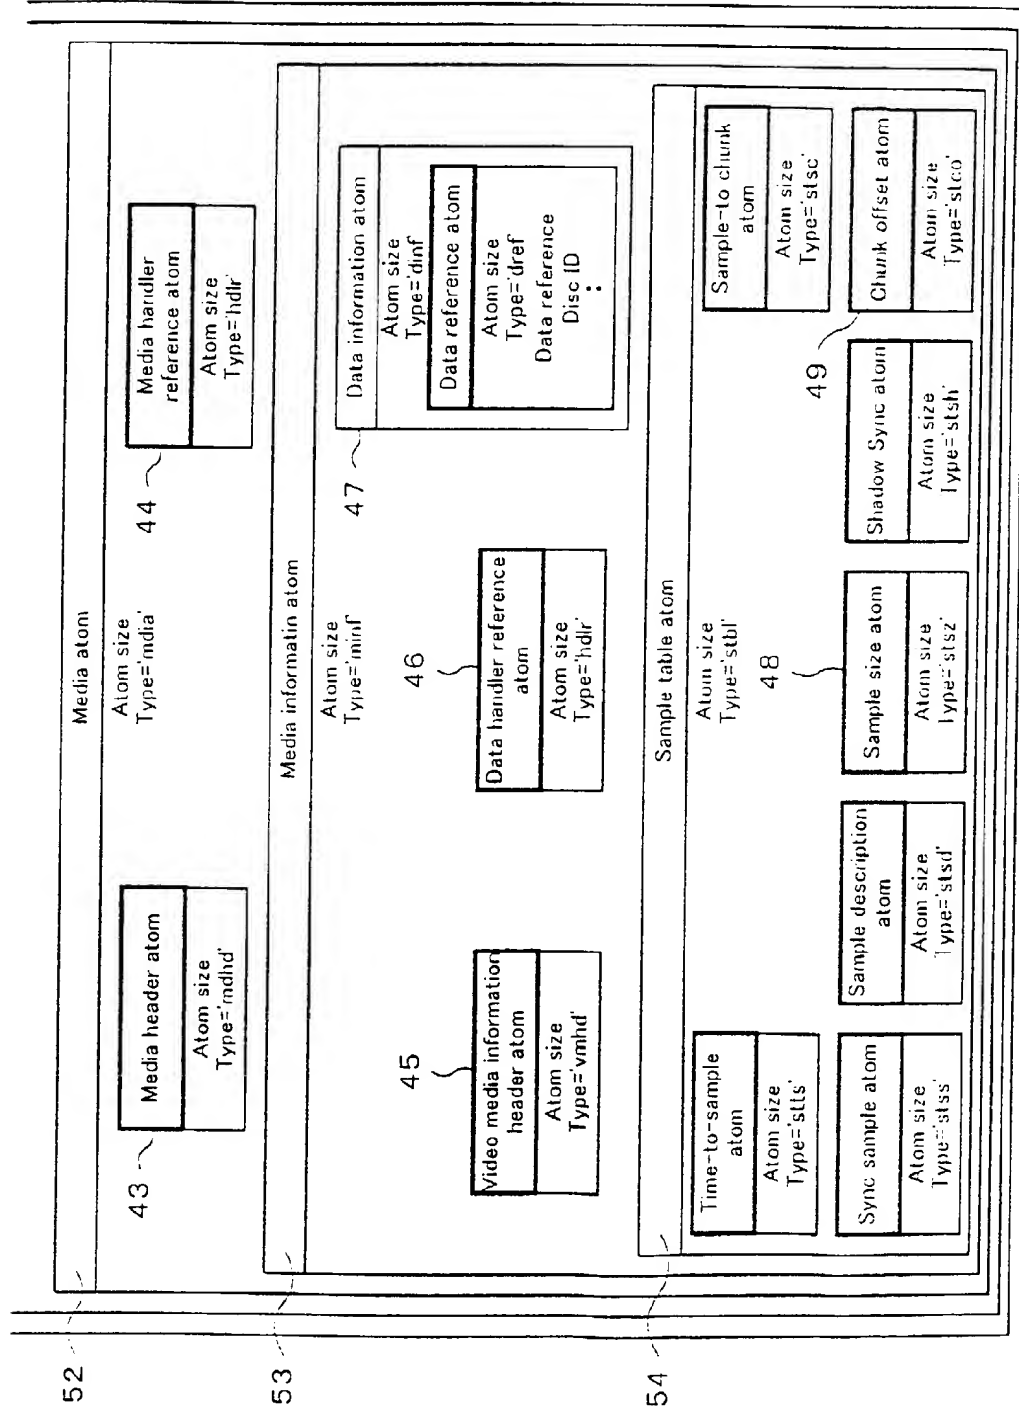 52
Media atom
Atom size
Type='mdia'
43
Media header atom
Atom size
Type='mdhd'
44
Media handler
reference atom
Atom size
Type='hdlr'
53
Media informatin atom
Atom size
Type='minf'
45
Video media information
header atom
Atom size
Type='vmhd'
46
Data handler reference
atom
Atom size
Type='hdlr'
47
Data information atom
Atom size
Type='dinf'
Data reference atom
Atom size
Type='dref'
Data reference
Disc ID
⋮
54
Sample table atom
Atom size
Type='stbl'
Time-to-sample
atom
Atom size
Type='stts'
Sample-to chunk
atom
Atom size
Type='stsc'
Sync sample atom
Atom size
Type='stss'
Sample description
atom
Atom size
Type='stsd'
48
Sample size atom
Atom size
Type='stsz'
Shadow Sync atom
Atom size
Type='stsh'
49
Chunk offset atom
Atom size
Type='stco'